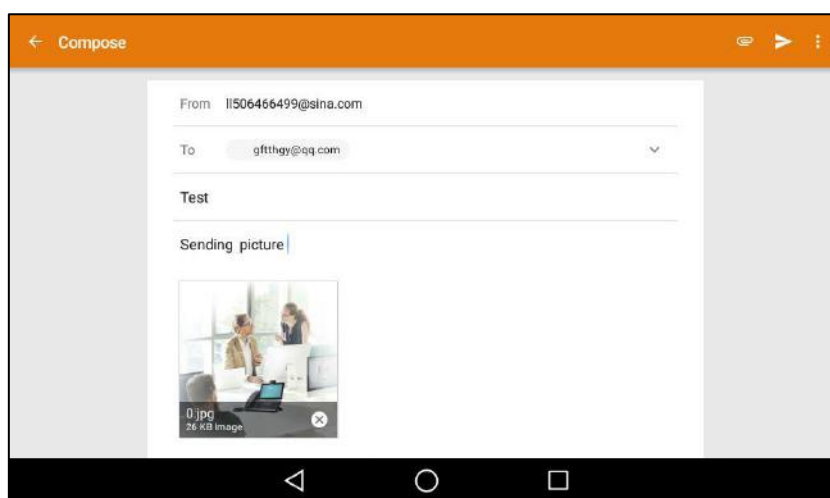 Compose
From ll506466499@sina.com
To gftthgy@qq.com
Test
Sending picture
0.jpg
26 KB Image